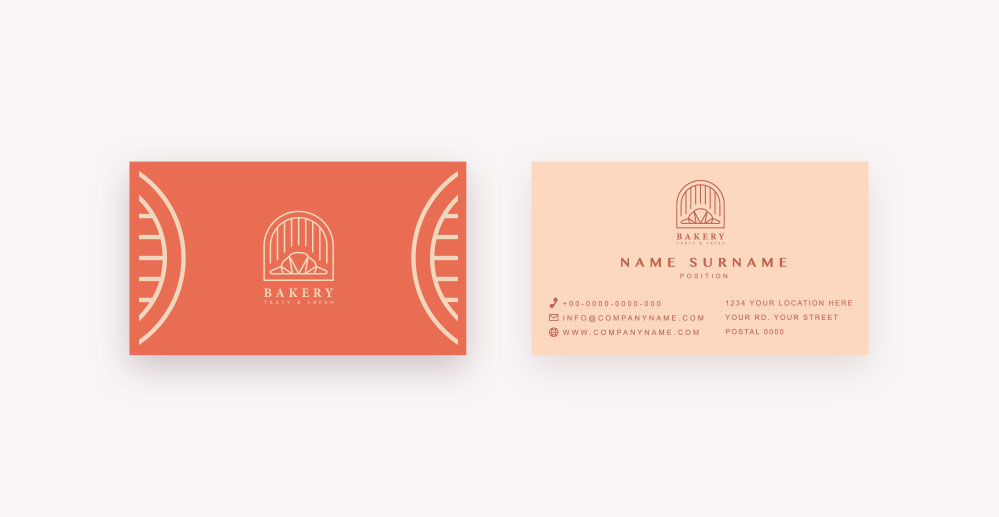 BAKERY
TASTY & FRESH
BAKERY
TASTY & FRESH
NAME SURNAME
POSITION
+00-0000-0000-000
INFO@COMPANYNAME.COM
WWW.COMPANYNAME.COM
1234 YOUR LOCATION HERE
YOUR RD. YOUR STREET
POSTAL 0000